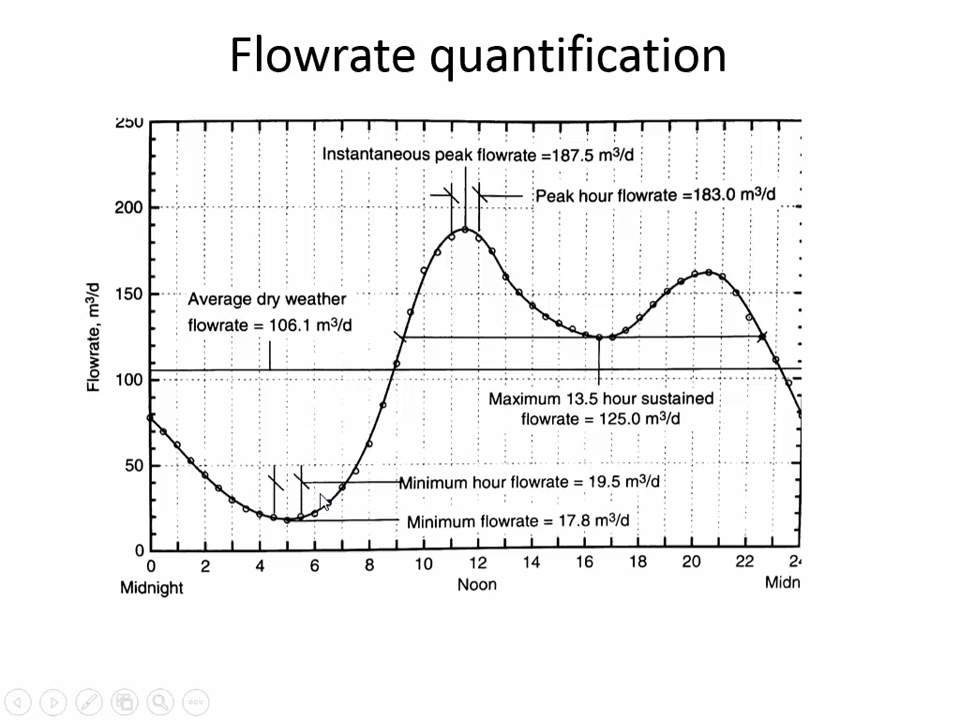 Flowrate quantification
250
Instantaneous peak flowrate =187.5 m³/d
Peak hour flowrate =183.0 m³/d
200
Flowrate, m³/d
150
Average dry weather
flowrate = 106.1 m³/d
100
Maximum 13.5 hour sustained
flowrate = 125.0 m³/d
50
Minimum hour flowrate = 19.5 m³/d
Minimum flowrate = 17.8 m³/d
0
0 2 4 6 8 10 12 14 16 18 20 22
Midnight Noon